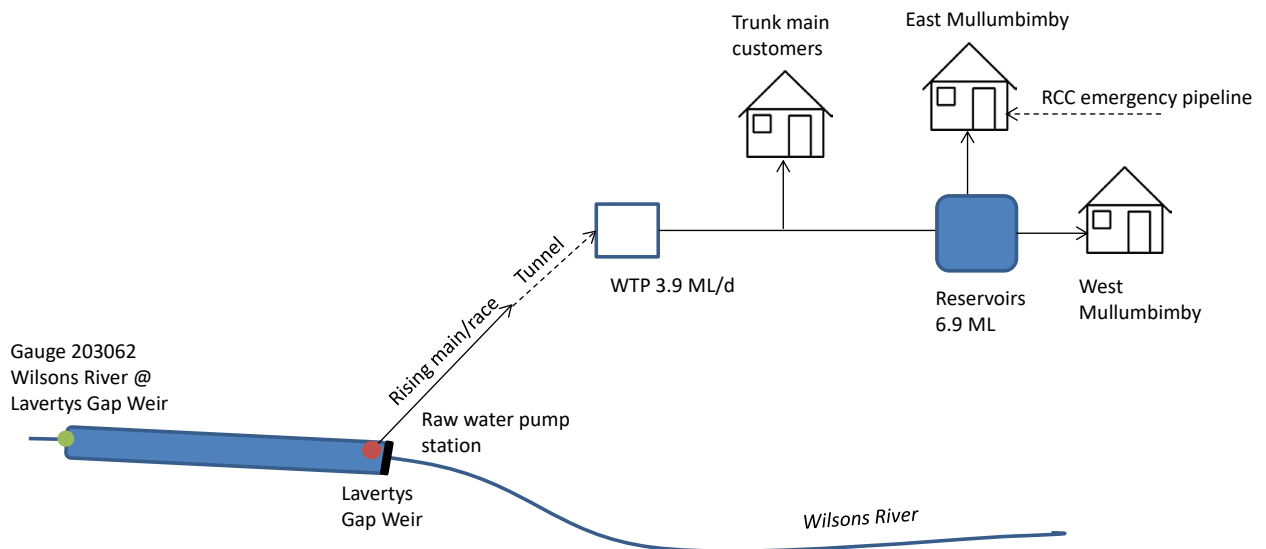 Trunk main
customers
East Mullumbimby
RCC emergency pipeline
Tunnel
WTP 3.9 ML/d
Reservoirs
6.9 ML
West
Mullumbimby
Rising main/race
Gauge 203062
Wilsons River @
Lavertys Gap Weir
Raw water pump
station
Lavertys
Gap Weir
Wilsons River